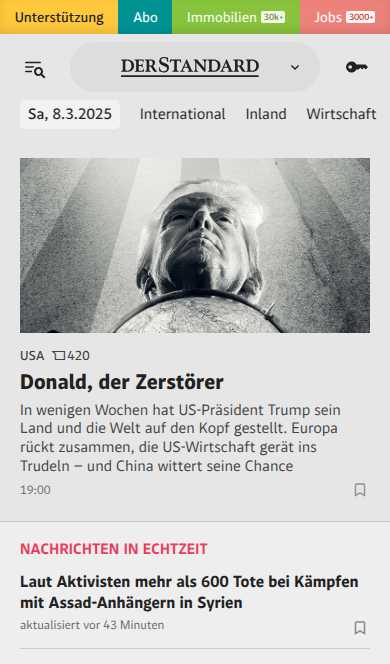 Unterstützung Abo Immobilien 30k+ Jobs 3000+
DERSTANDARD
Sa, 8.3.2025 International Inland Wirtschaft
USA 420
Donald, der Zerstörer
In wenigen Wochen hat US-Präsident Trump sein
Land und die Welt auf den Kopf gestellt. Europa
rückt zusammen, die US-Wirtschaft gerät ins
Trudeln – und China wittert seine Chance
19:00
NACHRICHTEN IN ECHTZEIT
Laut Aktivisten mehr als 600 Tote bei Kämpfen
mit Assad-Anhängern in Syrien
aktualisiert vor 43 Minuten